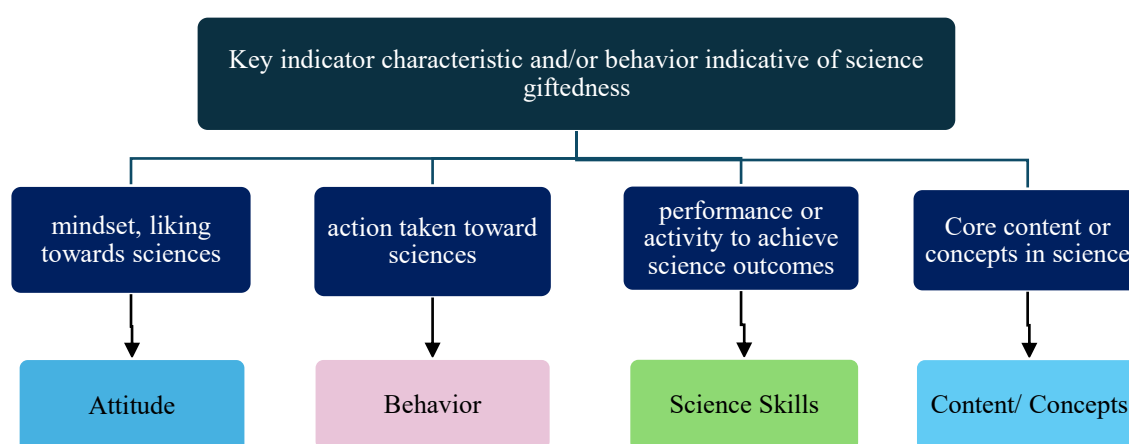 Key indicator characteristic and/or behavior indicative of science
giftedness
mindset, liking
towards sciences
action taken toward
sciences
performance or
activity to achieve
science outcomes
Core content or
concepts in science
Attitude
Behavior
Science Skills
Content/ Concepts